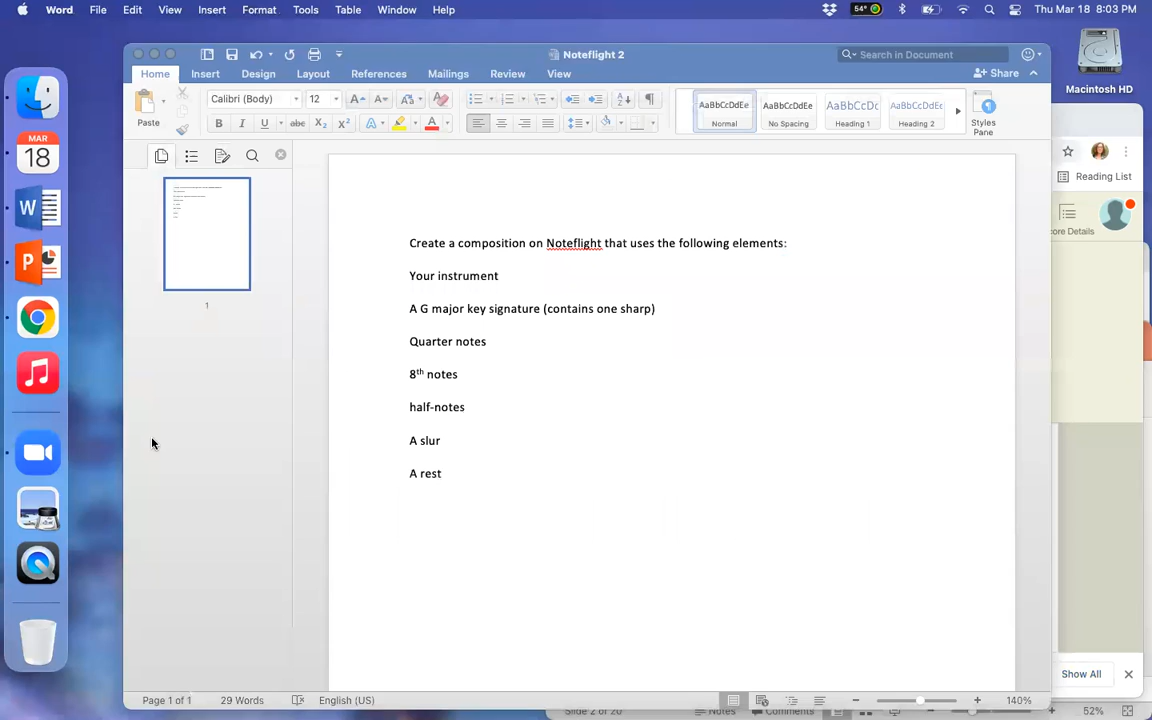 Word File Edit View Insert Format Tools Table Window Help 54° Thu Mar 18 8:03 PM
Noteflight 2
Search in Document
Home Insert Design Layout References Mailings Review View
Share
Paste
Calibri (Body) 12
AaBbCcDdEe Normal
AaBbCcDdEe No Spacing
AaBbCcDc Heading 1
AaBbCcDdEe Heading 2
Styles Pane
MAR
18
1
Create a composition on Noteflight that uses the following elements:
Your instrument
A G major key signature (contains one sharp)
Quarter notes
8th notes
half-notes
A slur
A rest
Macintosh HD
Reading List
ore Details
Show All
Page 1 of 1 29 Words English (US) 140%
Slide 2 of 20 Notes Comments 52%